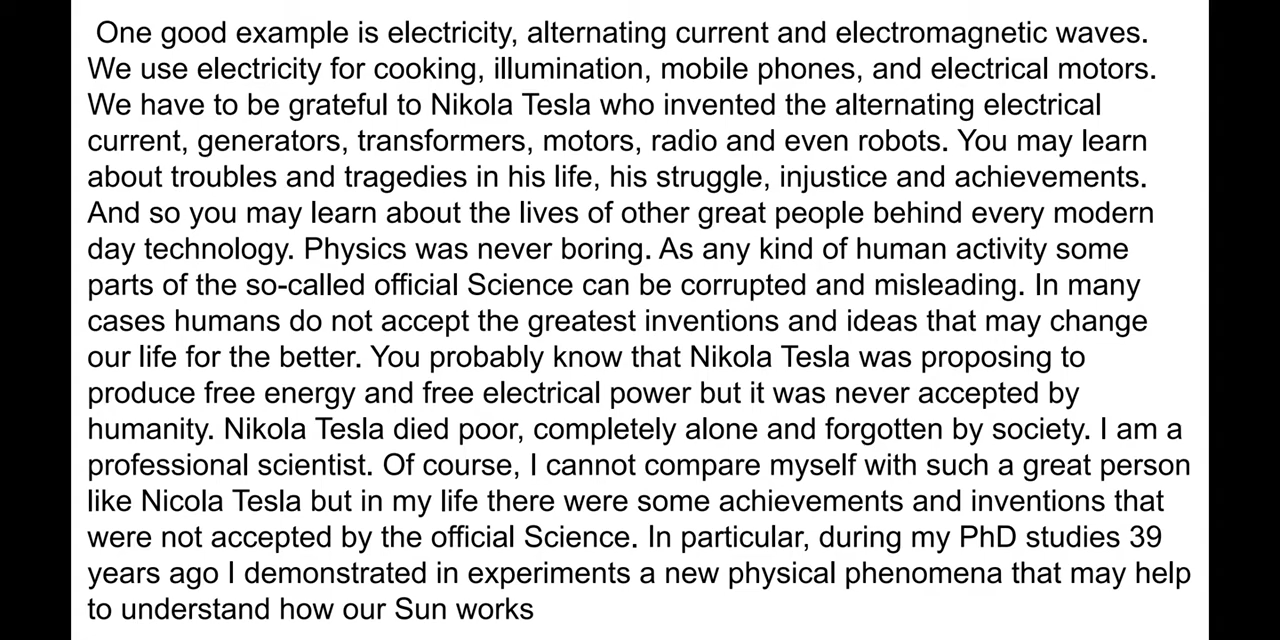 One good example is electricity, alternating current and electromagnetic waves.
We use electricity for cooking, illumination, mobile phones, and electrical motors.
We have to be grateful to Nikola Tesla who invented the alternating electrical
current, generators, transformers, motors, radio and even robots. You may learn
about troubles and tragedies in his life, his struggle, injustice and achievements.
And so you may learn about the lives of other great people behind every modern
day technology. Physics was never boring. As any kind of human activity some
parts of the so-called official Science can be corrupted and misleading. In many
cases humans do not accept the greatest inventions and ideas that may change
our life for the better. You probably know that Nikola Tesla was proposing to
produce free energy and free electrical power but it was never accepted by
humanity. Nikola Tesla died poor, completely alone and forgotten by society. I am a
professional scientist. Of course, I cannot compare myself with such a great person
like Nicola Tesla but in my life there were some achievements and inventions that
were not accepted by the official Science. In particular, during my PhD studies 39
years ago I demonstrated in experiments a new physical phenomena that may help
to understand how our Sun works